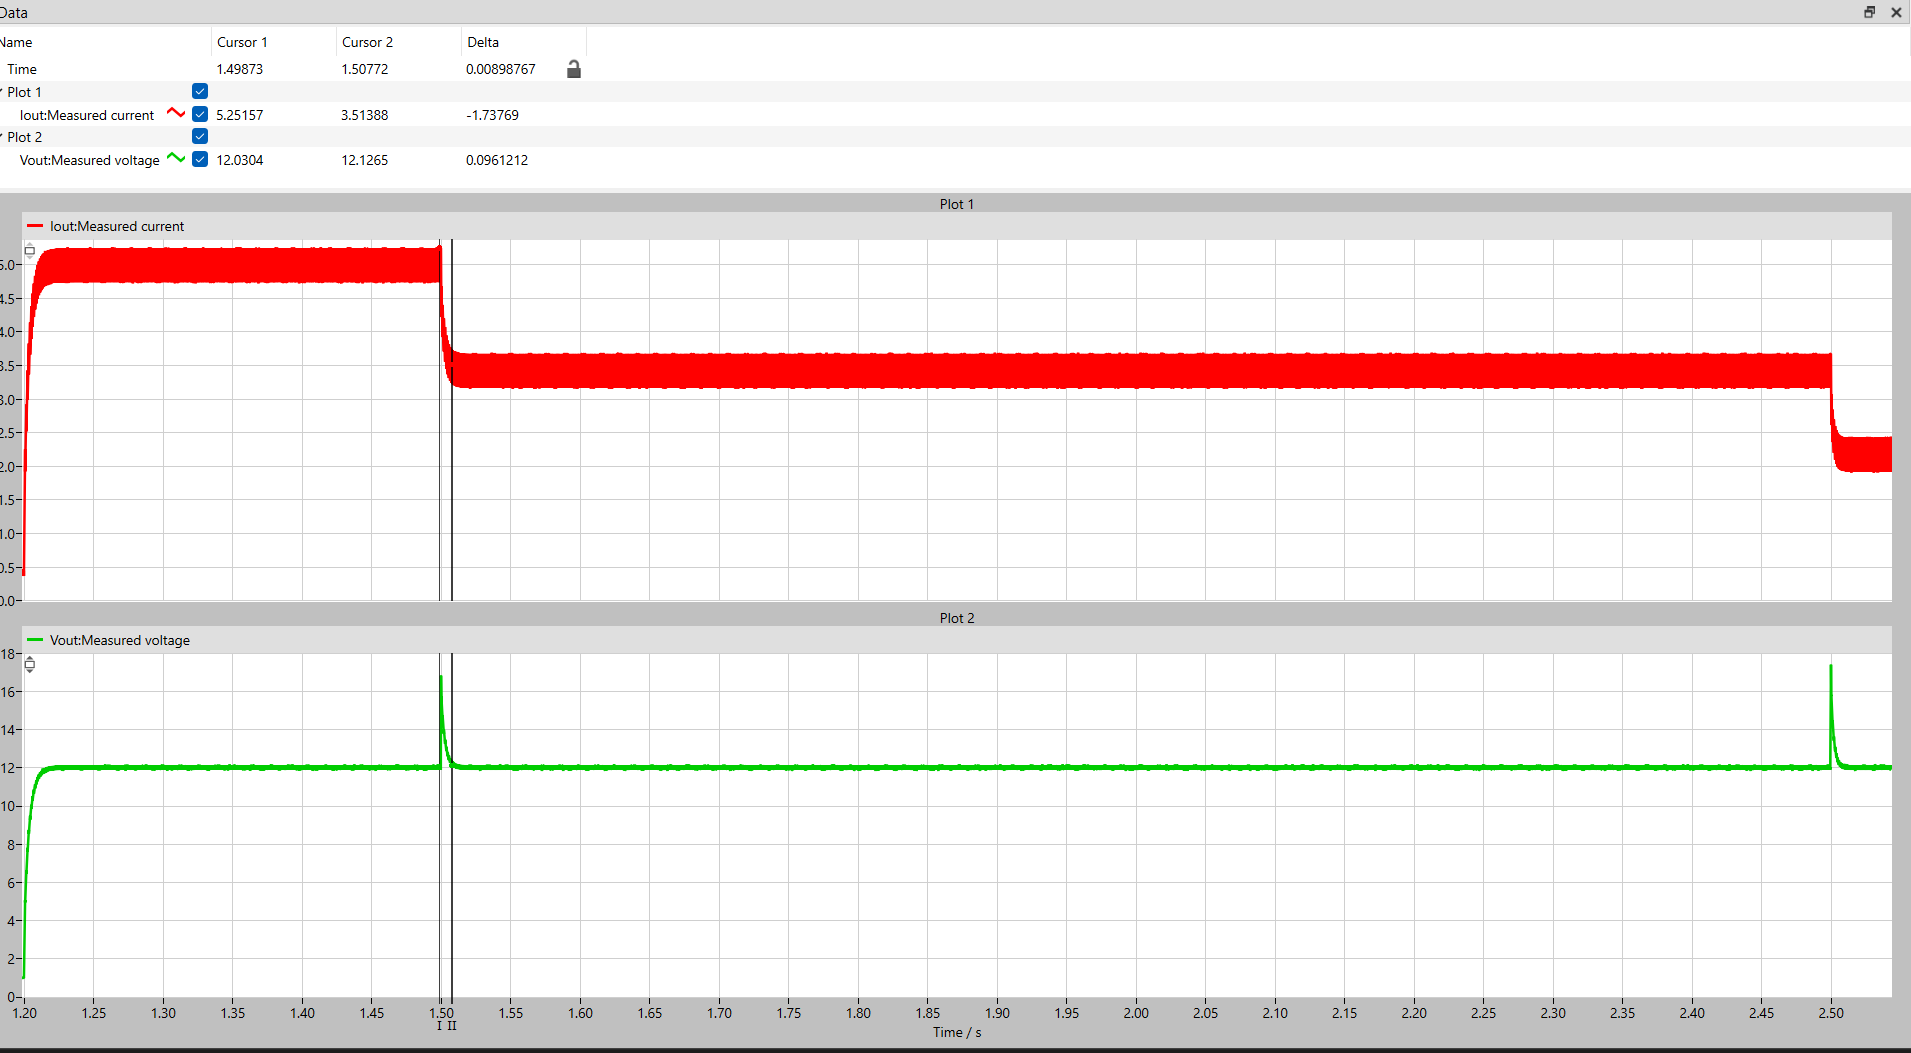 Data
Name Cursor 1 Cursor 2 Delta
Time 1.49873 1.50772 0.00898767
Plot 1
Iout:Measured current 5.25157 3.51388 -1.73769
Plot 2
Vout:Measured voltage 12.0304 12.1265 0.0961212
Plot 1
Iout:Measured current
5.0
4.5
4.0
3.5
3.0
2.5
2.0
1.5
1.0
0.5
0.0
Plot 2
Vout:Measured voltage
18
16
14
12
10
8
6
4
2
0
1.20 1.25 1.30 1.35 1.40 1.45 1.50 1.55 1.60 1.65 1.70 1.75 1.80 1.85 1.90 1.95 2.00 2.05 2.10 2.15 2.20 2.25 2.30 2.35 2.40 2.45 2.50
I II
Time / s